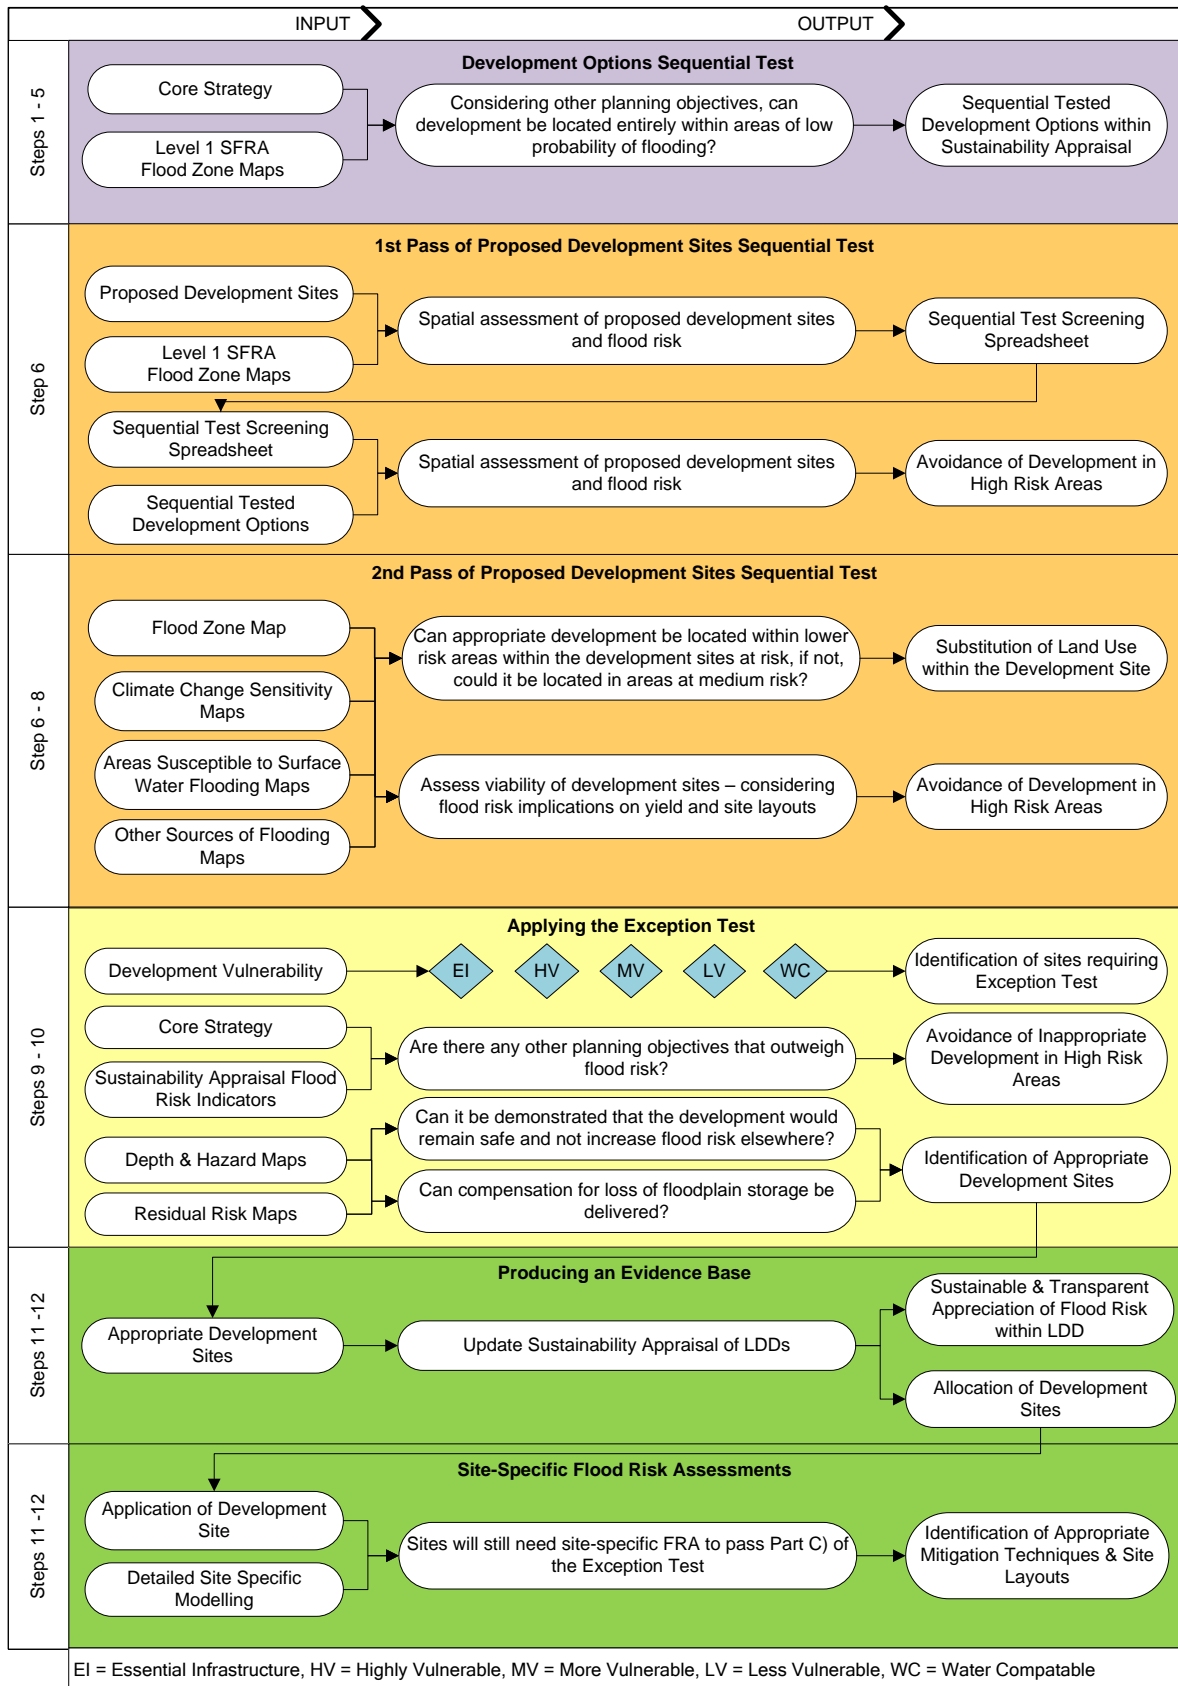 INPUT
OUTPUT
Steps 1 - 5
Development Options Sequential Test
Core Strategy
Level 1 SFRA
Flood Zone Maps
Considering other planning objectives, can
development be located entirely within areas of low
probability of flooding?
Sequential Tested
Development Options within
Sustainability Appraisal
Step 6
1st Pass of Proposed Development Sites Sequential Test
Proposed Development Sites
Level 1 SFRA
Flood Zone Maps
Spatial assessment of proposed development sites
and flood risk
Sequential Test Screening
Spreadsheet
Sequential Test Screening
Spreadsheet
Sequential Tested
Development Options
Spatial assessment of proposed development sites
and flood risk
Avoidance of Development in
High Risk Areas
Step 6 - 8
2nd Pass of Proposed Development Sites Sequential Test
Flood Zone Map
Climate Change Sensitivity
Maps
Areas Susceptible to Surface
Water Flooding Maps
Other Sources of Flooding
Maps
Can appropriate development be located within lower
risk areas within the development sites at risk, if not,
could it be located in areas at medium risk?
Substitution of Land Use
within the Development Site
Assess viability of development sites – considering
flood risk implications on yield and site layouts
Avoidance of Development in
High Risk Areas
Steps 9 - 10
Applying the Exception Test
Development Vulnerability
EI
HV
MV
LV
WC
Identification of sites requiring
Exception Test
Core Strategy
Sustainability Appraisal Flood
Risk Indicators
Are there any other planning objectives that outweigh
flood risk?
Avoidance of Inappropriate
Development in High Risk
Areas
Depth & Hazard Maps
Residual Risk Maps
Can it be demonstrated that the development would
remain safe and not increase flood risk elsewhere?
Can compensation for loss of floodplain storage be
delivered?
Identification of Appropriate
Development Sites
Steps 11 -12
Producing an Evidence Base
Appropriate Development
Sites
Update Sustainability Appraisal of LDDs
Sustainable & Transparent
Appreciation of Flood Risk
within LDD
Allocation of Development
Sites
Steps 11 -12
Site-Specific Flood Risk Assessments
Application of Development
Site
Detailed Site Specific
Modelling
Sites will still need site-specific FRA to pass Part C) of
the Exception Test
Identification of Appropriate
Mitigation Techniques & Site
Layouts
EI = Essential Infrastructure, HV = Highly Vulnerable, MV = More Vulnerable, LV = Less Vulnerable, WC = Water Compatable